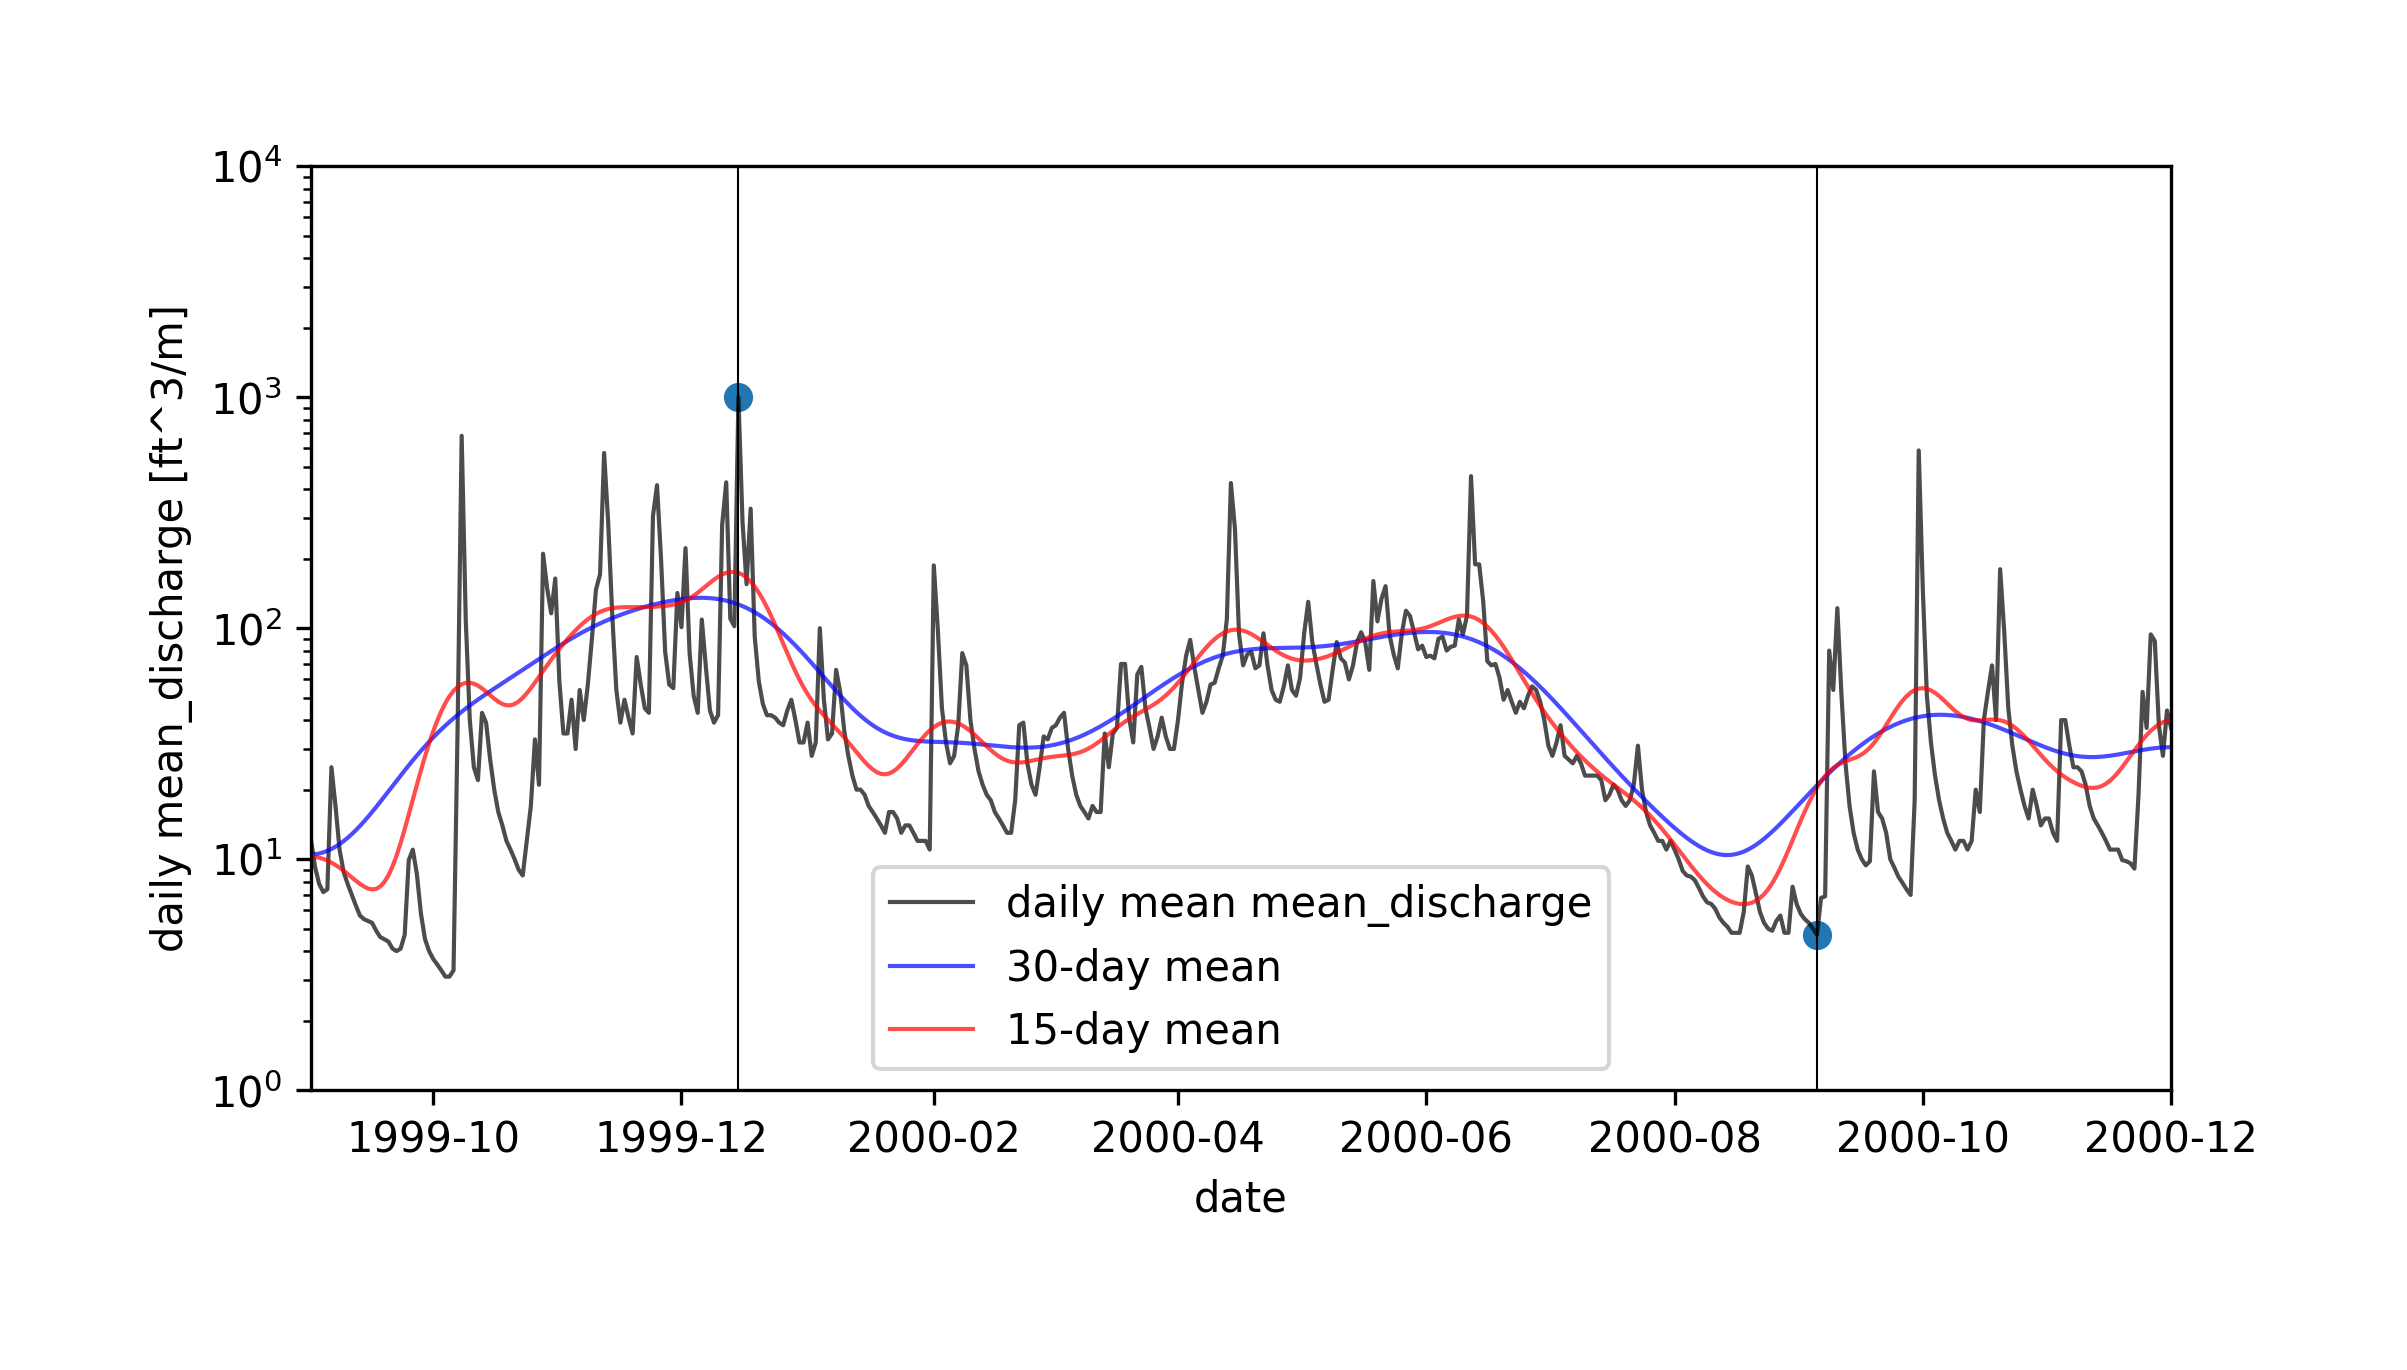 10^4
10^3
10^2
10^1
10^0
daily mean_discharge [ft^3/m]
daily mean mean_discharge
30-day mean
15-day mean
1999-10 1999-12 2000-02 2000-04 2000-06 2000-08 2000-10 2000-12
date